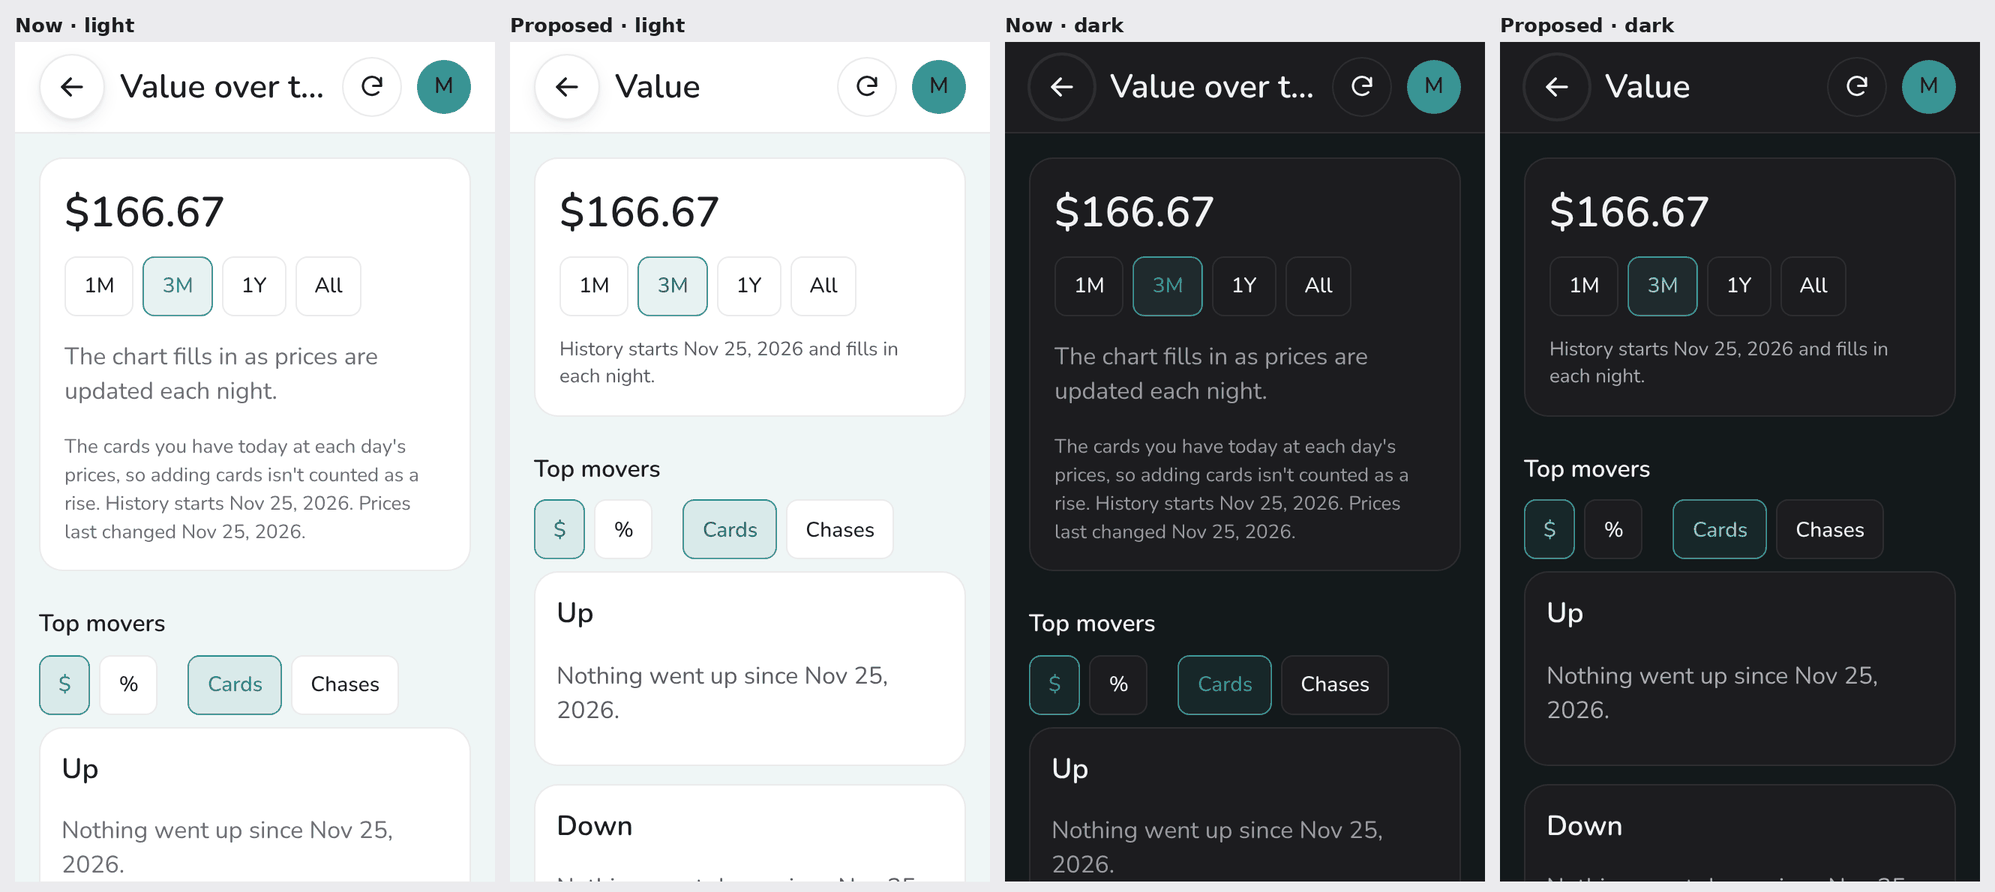 Now · light
Value over t...
M
$166.67
1M
3M
1Y
All
The chart fills in as prices are
updated each night.
The cards you have today at each day's
prices, so adding cards isn't counted as a
rise. History starts Nov 25, 2026. Prices
last changed Nov 25, 2026.
Top movers
$
%
Cards
Chases
Up
Nothing went up since Nov 25,
2026.
Proposed · light
Value
M
$166.67
1M
3M
1Y
All
History starts Nov 25, 2026 and fills in
each night.
Top movers
$
%
Cards
Chases
Up
Nothing went up since Nov 25,
2026.
Down
Now · dark
Value over t...
M
$166.67
1M
3M
1Y
All
The chart fills in as prices are
updated each night.
The cards you have today at each day's
prices, so adding cards isn't counted as a
rise. History starts Nov 25, 2026. Prices
last changed Nov 25, 2026.
Top movers
$
%
Cards
Chases
Up
Nothing went up since Nov 25,
2026.
Proposed · dark
Value
M
$166.67
1M
3M
1Y
All
History starts Nov 25, 2026 and fills in
each night.
Top movers
$
%
Cards
Chases
Up
Nothing went up since Nov 25,
2026.
Down